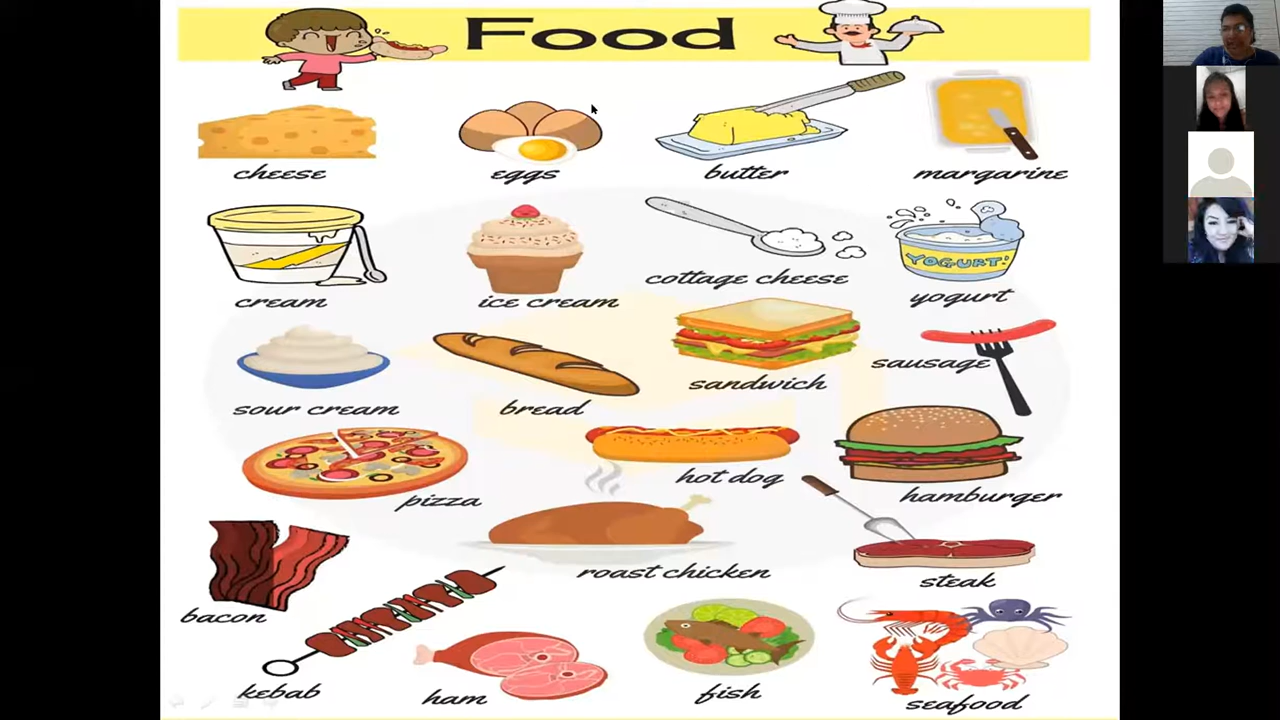 Food
cheese
eggs
butter
margarine
cream
ice cream
cottage cheese
YOGURT!
yogurt
sour cream
bread
sandwich
sausage
pizza
hot dog
hamburger
bacon
roast chicken
steak
kebab
ham
fish
seafood